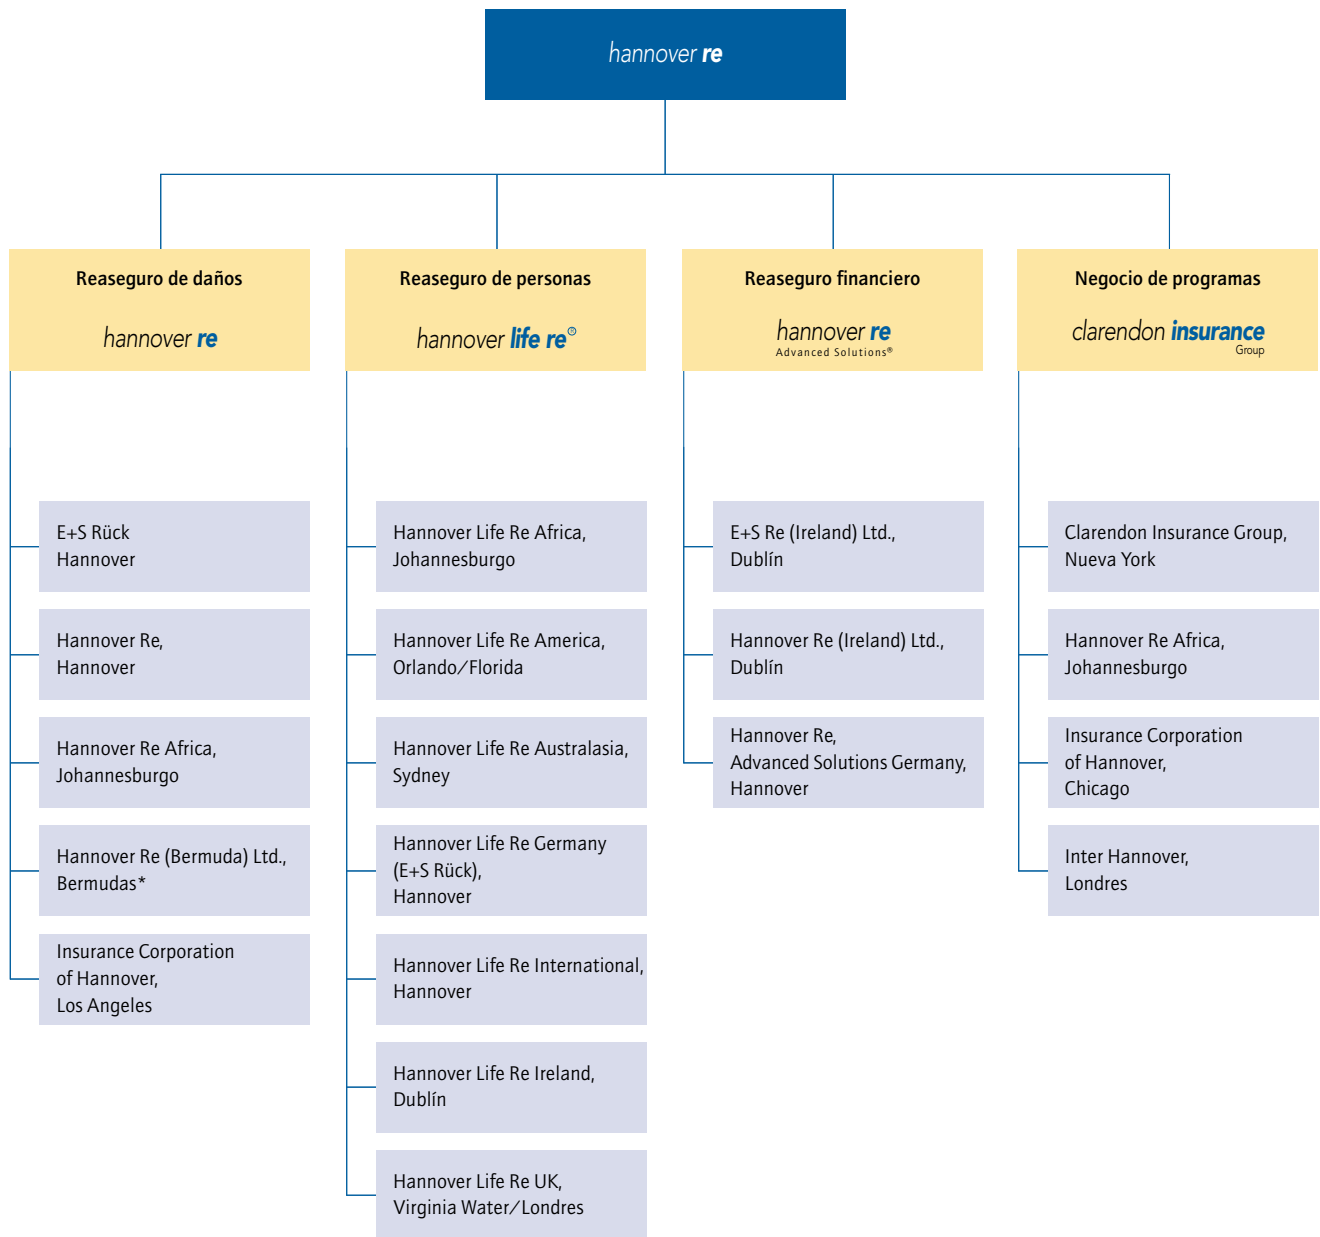 hannover re
Reaseguro de daños
hannover re
E+S Rück
Hannover
Hannover Re,
Hannover
Hannover Re Africa,
Johannesburgo
Hannover Re (Bermuda) Ltd.,
Bermudas*
Insurance Corporation
of Hannover,
Los Angeles
Reaseguro de personas
hannover life re®
Hannover Life Re Africa,
Johannesburgo
Hannover Life Re America,
Orlando/Florida
Hannover Life Re Australasia,
Sydney
Hannover Life Re Germany
(E+S Rück),
Hannover
Hannover Life Re International,
Hannover
Hannover Life Re Ireland,
Dublín
Hannover Life Re UK,
Virginia Water/Londres
Reaseguro financiero
hannover re
Advanced Solutions®
E+S Re (Ireland) Ltd.,
Dublín
Hannover Re (Ireland) Ltd.,
Dublín
Hannover Re,
Advanced Solutions Germany,
Hannover
Negocio de programas
clarendon insurance
Group
Clarendon Insurance Group,
Nueva York
Hannover Re Africa,
Johannesburgo
Insurance Corporation
of Hannover,
Chicago
Inter Hannover,
Londres